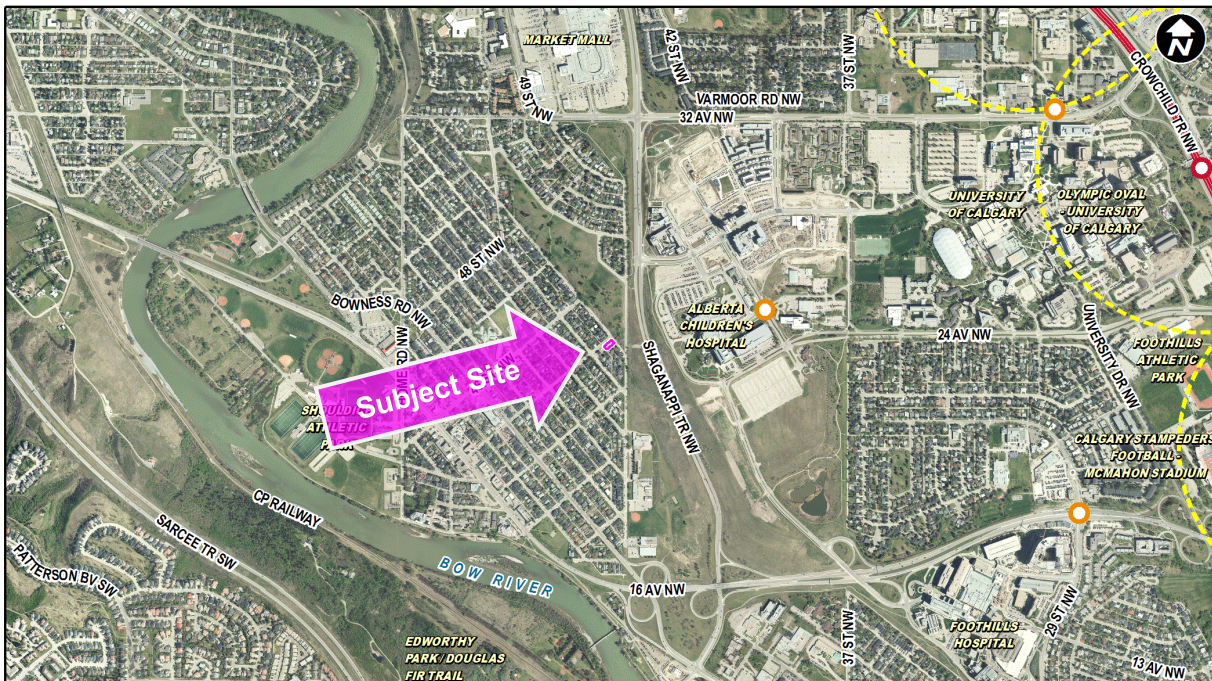 MARKET MALL
49 ST NW
42 ST NW
37 ST NW
VARMOOR RD NW
32 AV NW
N
CROWCHILD TR NW
UNIVERSITY
OF CALGARY
OLYMPIC OVAL
- UNIVERSITY
OF CALGARY
48 ST NW
BOWNESS RD NW
ALBERTA
CHILDREN'S
HOSPITAL
24 AV NW
SHAGANAPPI TR NW
UNIVERSITY DR NW
FOOTHILLS
ATHLETIC
PARK
Subject Site
ATHLETIC
CALGARY STAMPEDERS
FOOTBALL -
MCMAHON STADIUM
CP RAILWAY
SARCEE TR SW
PATTERSON BV SW
BOW RIVER
16 AV NW
EDWORTHY
PARK/DOUGLAS
FIR TRAIL
37 ST NW
FOOTHILLS
HOSPITAL
29 ST NW
13 AV NW